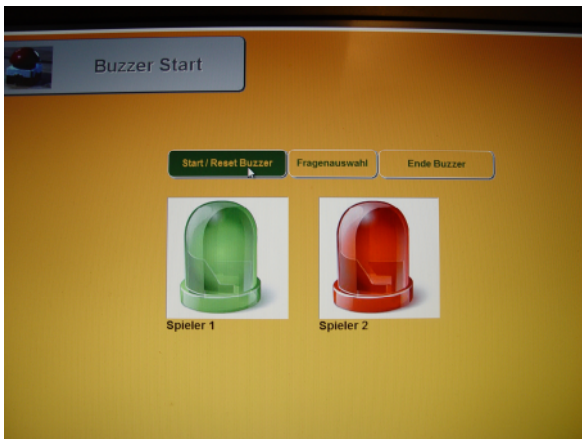 Buzzer Start
Start / Reset Buzzer
Fragenauswahl
Ende Buzzer
Spieler 1
Spieler 2